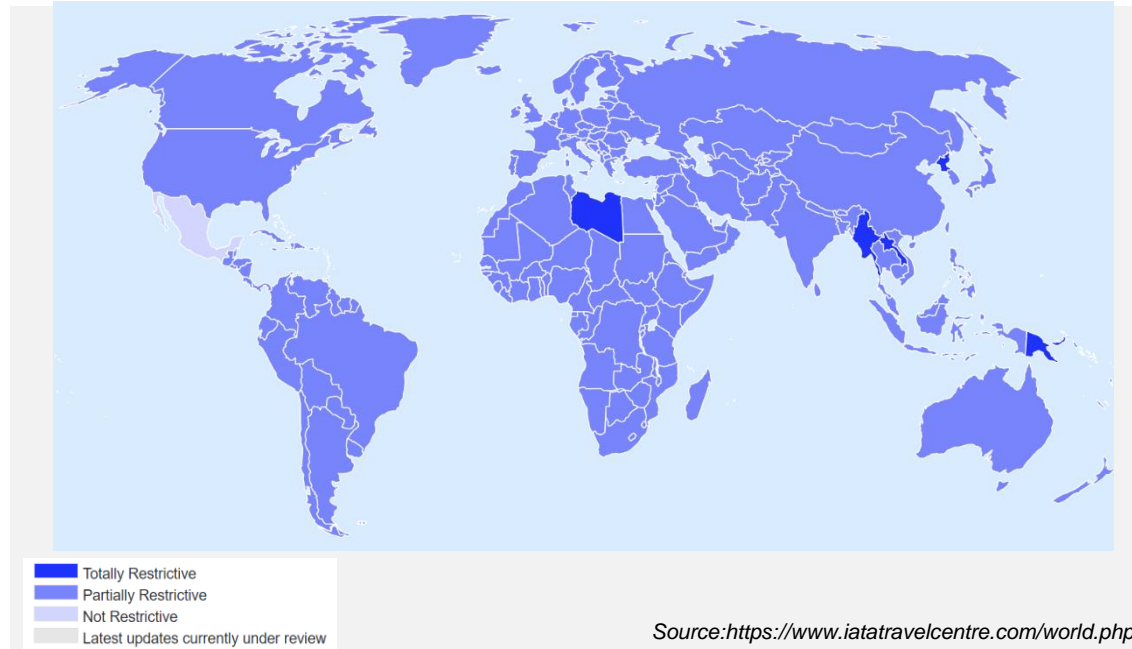 Totally Restrictive
Partially Restrictive
Not Restrictive
Latest updates currently under review
Source:https://www.iatatravelcentre.com/world.php